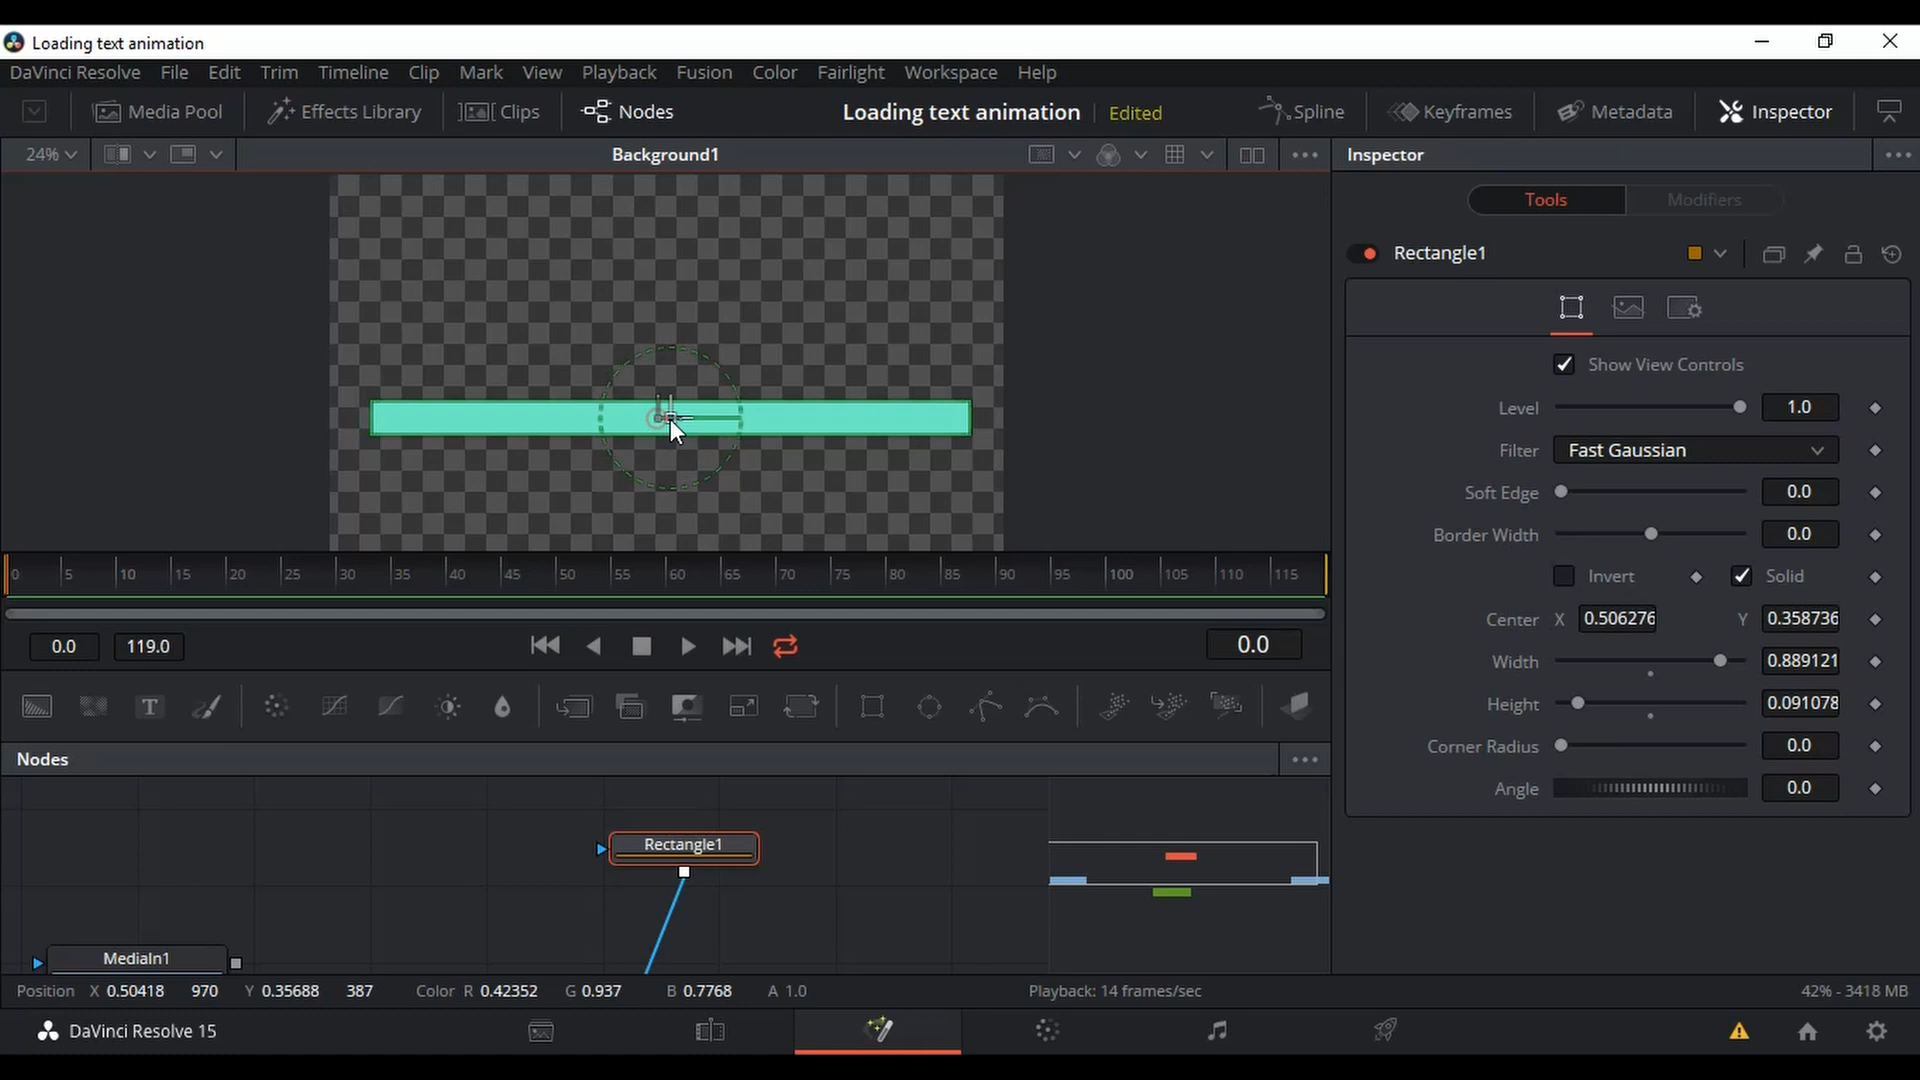 Loading text animation
DaVinci Resolve File Edit Trim Timeline Clip Mark View Playback Fusion Color Fairlight Workspace Help
Media Pool Effects Library Clips Nodes Loading text animation Edited Spline Keyframes Metadata Inspector
24% Background1 Inspector
Tools Modifiers
Rectangle1
Show View Controls
Level 1.0
Filter Fast Gaussian
Soft Edge 0.0
Border Width 0.0
0 5 10 15 20 25 30 35 40 45 50 55 60 65 70 75 80 85 90 95 100 105 110 115
Invert Solid
Center X 0.506276 Y 0.358736
0.0 119.0 0.0
Width 0.889121
Height 0.091078
T
Corner Radius 0.0
Nodes
Angle 0.0
Rectangle1
MediaIn1
Position X 0.50418 970 Y 0.35688 387 Color R 0.42352 G 0.937 B 0.7768 A 1.0 Playback: 14 frames/sec 42% - 3418 MB
DaVinci Resolve 15